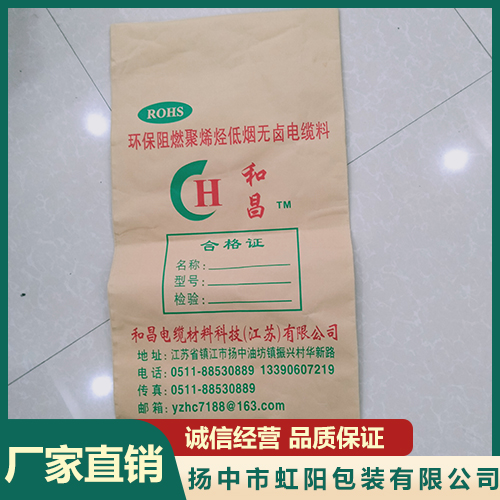 ROHS
环保阻燃聚烯烃低烟无卤电缆料
CH 和昌 TM
合格证
名称:
型号:
检验:
和昌电缆材料科技(江苏)有限公司
地址:江苏省镇江市扬中油坊镇振兴村华新路
电话:0511-88530889 13390607219
传真:0511-88530889
邮箱:yzhc7188@163.com
诚信经营 品质保证
厂家直销
扬中市虹阳包装有限公司